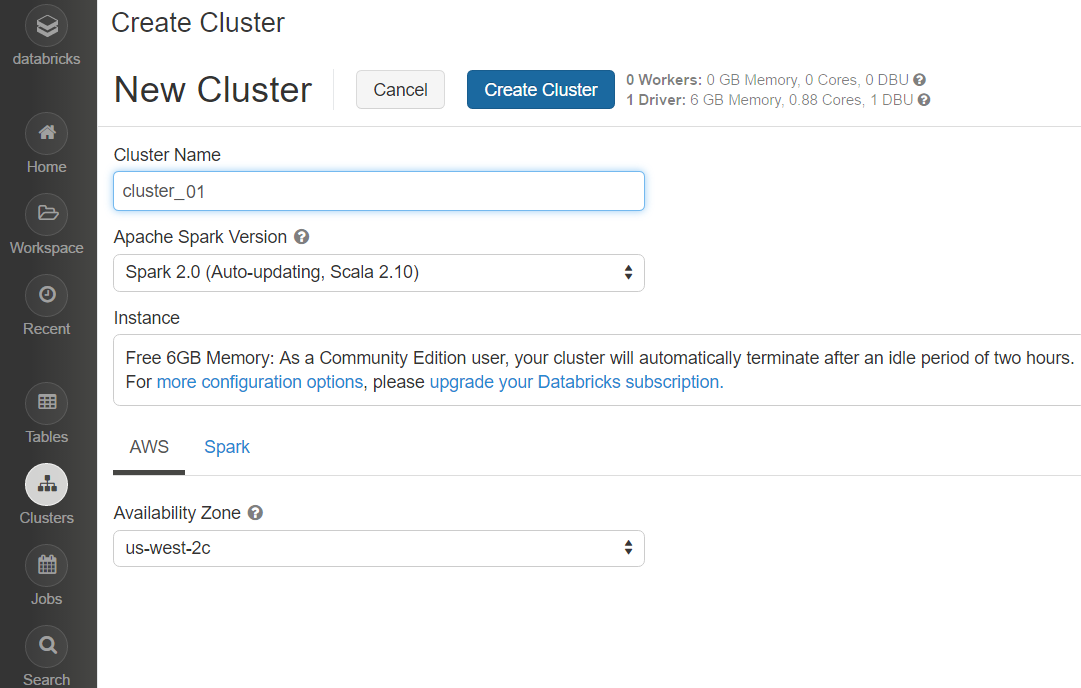 databricks
Home
Workspace
Recent
Tables
Clusters
Jobs
Search
Create Cluster
New Cluster
Cancel
Create Cluster
0 Workers: 0 GB Memory, 0 Cores, 0 DBU
1 Driver: 6 GB Memory, 0.88 Cores, 1 DBU
Cluster Name
cluster_01
Apache Spark Version
Spark 2.0 (Auto-updating, Scala 2.10)
Instance
Free 6GB Memory: As a Community Edition user, your cluster will automatically terminate after an idle period of two hours.
For more configuration options, please upgrade your Databricks subscription.
AWS
Spark
Availability Zone
us-west-2c